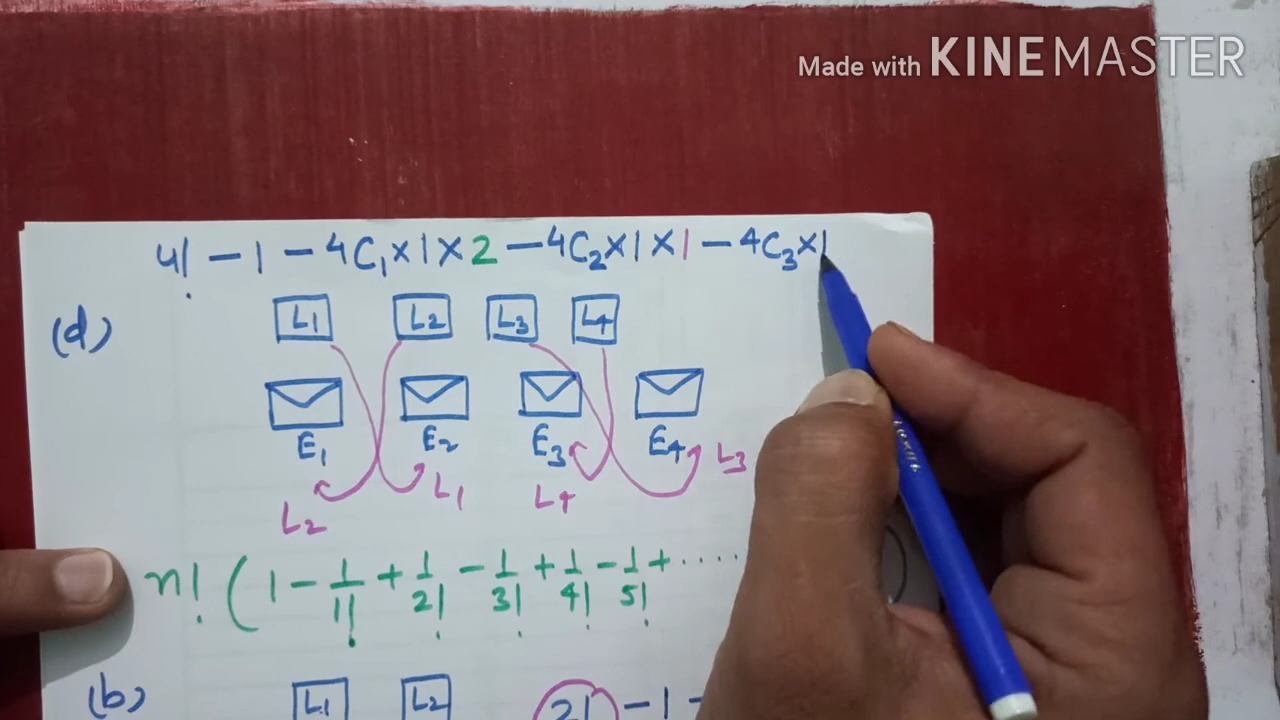 Made with KINEMASTER
4! - 1 - 4C₁×1×2 - 4C₂×1×1 - 4C₃×1
(d) L1 L2 L3 L4
E₁ E₂ E₃ E₄ L3
L2 L1 L4
n! (1 - 1/1! + 1/2! - 1/3! + 1/4! - 1/5! + ......
(b) L1 L2 2! - 1 -